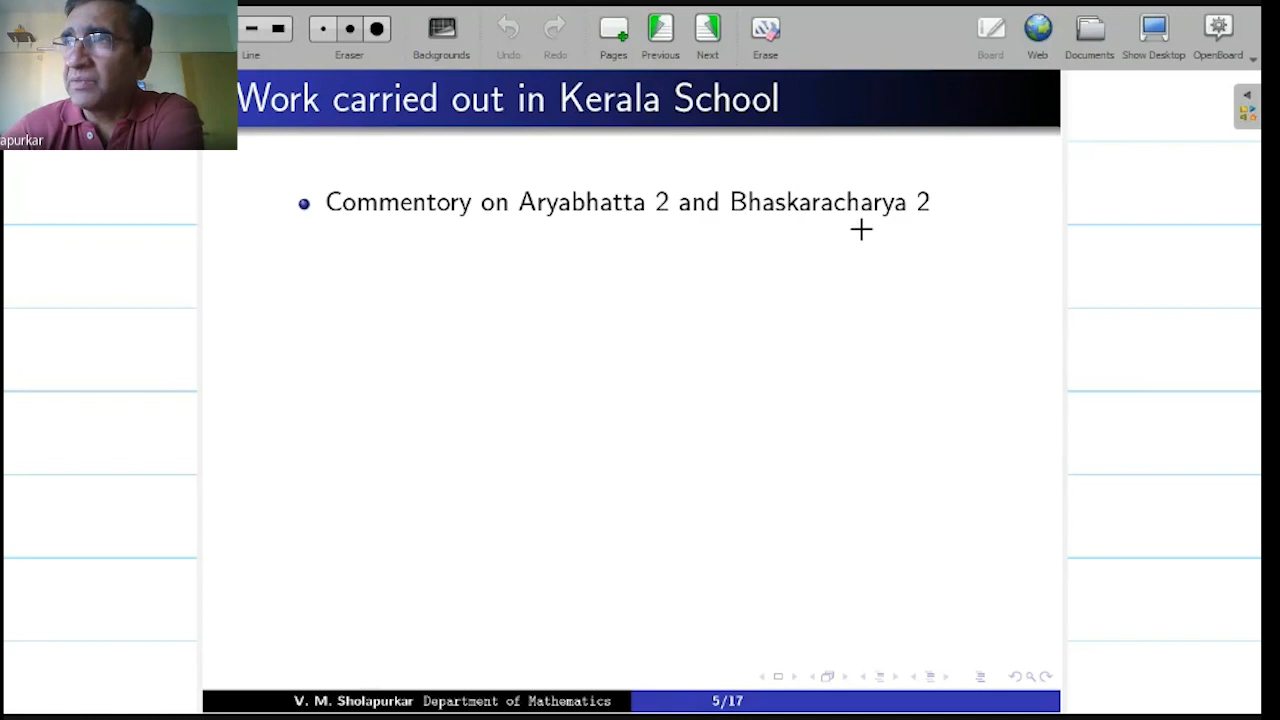 Line
Eraser
Backgrounds
Undo
Redo
Pages
Previous
Next
Erase
Board
Web
Documents
Show Desktop
OpenBoard
apurkar
Work carried out in Kerala School
Commentory on Aryabhatta 2 and Bhaskaracharya 2
V. M. Sholapurkar Department of Mathematics
5/17